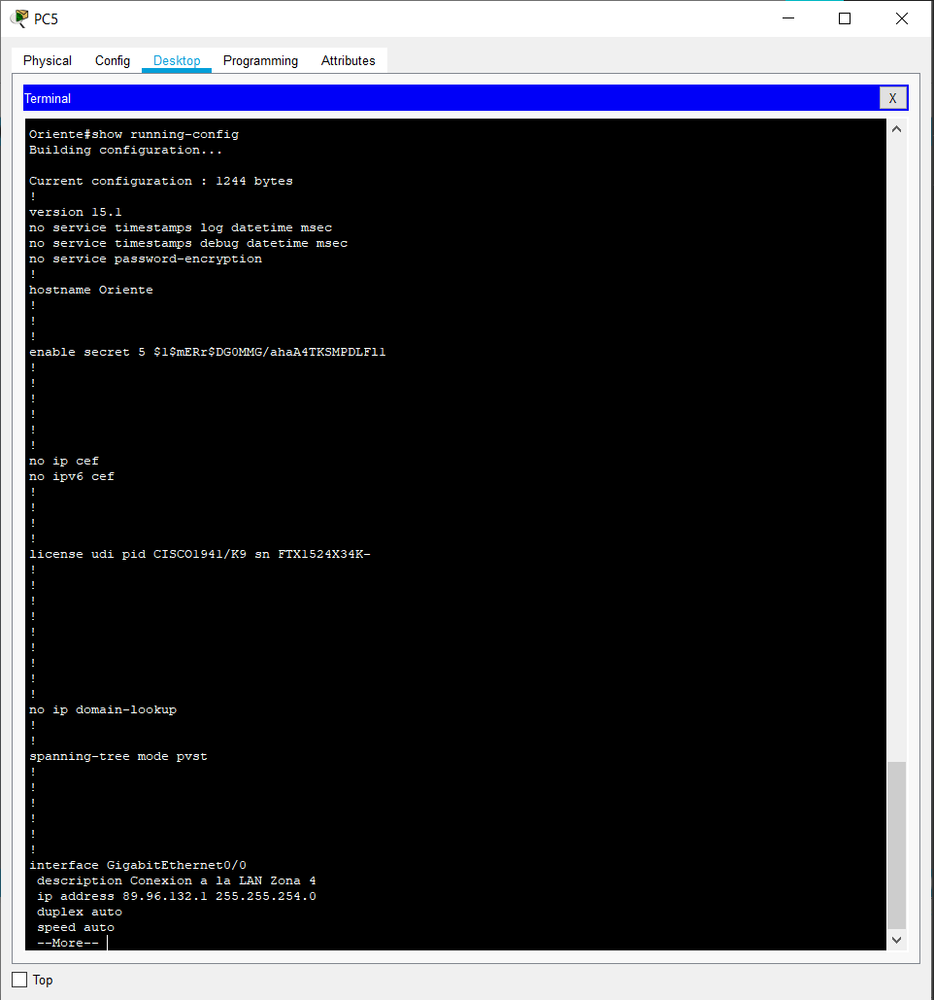 PC5
Physical Config Desktop Programming Attributes
Terminal X
Oriente#show running-config
Building configuration...
Current configuration : 1244 bytes
!
version 15.1
no service timestamps log datetime msec
no service timestamps debug datetime msec
no service password-encryption
!
hostname Oriente
!
!
!
enable secret 5 $1$mERr$DG0MMG/ahaA4TKSMPDLFl1
!
!
!
!
!
!
no ip cef
no ipv6 cef
!
!
!
!
license udi pid CISCO1941/K9 sn FTX1524X34K-
!
!
!
!
!
!
!
!
!
no ip domain-lookup
!
!
spanning-tree mode pvst
!
!
!
!
!
!
interface GigabitEthernet0/0
description Conexion a la LAN Zona 4
ip address 89.96.132.1 255.255.254.0
duplex auto
speed auto
--More--
Top